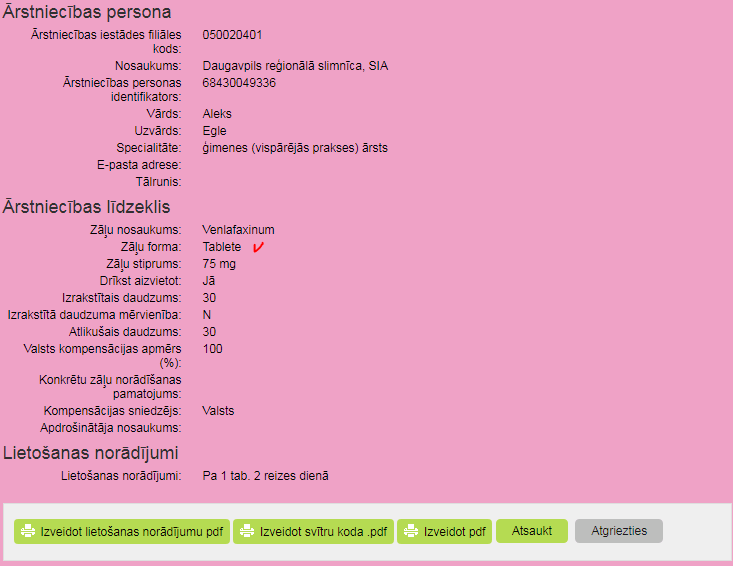 Ārstniecības persona
Ārstniecības iestādes filiāles kods: 050020401
Nosaukums: Daugavpils reģionālā slimnīca, SIA
Ārstniecības personas identifikators: 68430049336
Vārds: Aleks
Uzvārds: Egle
Specialitāte: ģimenes (vispārējās prakses) ārsts
E-pasta adrese:
Tālrunis:
Ārstniecības līdzeklis
Zāļu nosaukums: Venlafaxinum
Zāļu forma: Tablete
Zāļu stiprums: 75 mg
Drīkst aizvietot: Jā
Izrakstītais daudzums: 30
Izrakstītā daudzuma mērvienība: N
Atlikušais daudzums: 30
Valsts kompensācijas apmērs (%): 100
Konkrētu zāļu norādīšanas pamatojums:
Kompensācijas sniedzējs: Valsts
Apdrošinātāja nosaukums:
Lietošanas norādījumi
Lietošanas norādījumi: Pa 1 tab. 2 reizes dienā
Izveidot lietošanas norādījumu pdf
Izveidot svītru koda .pdf
Izveidot pdf
Atsaukt
Atgriezties